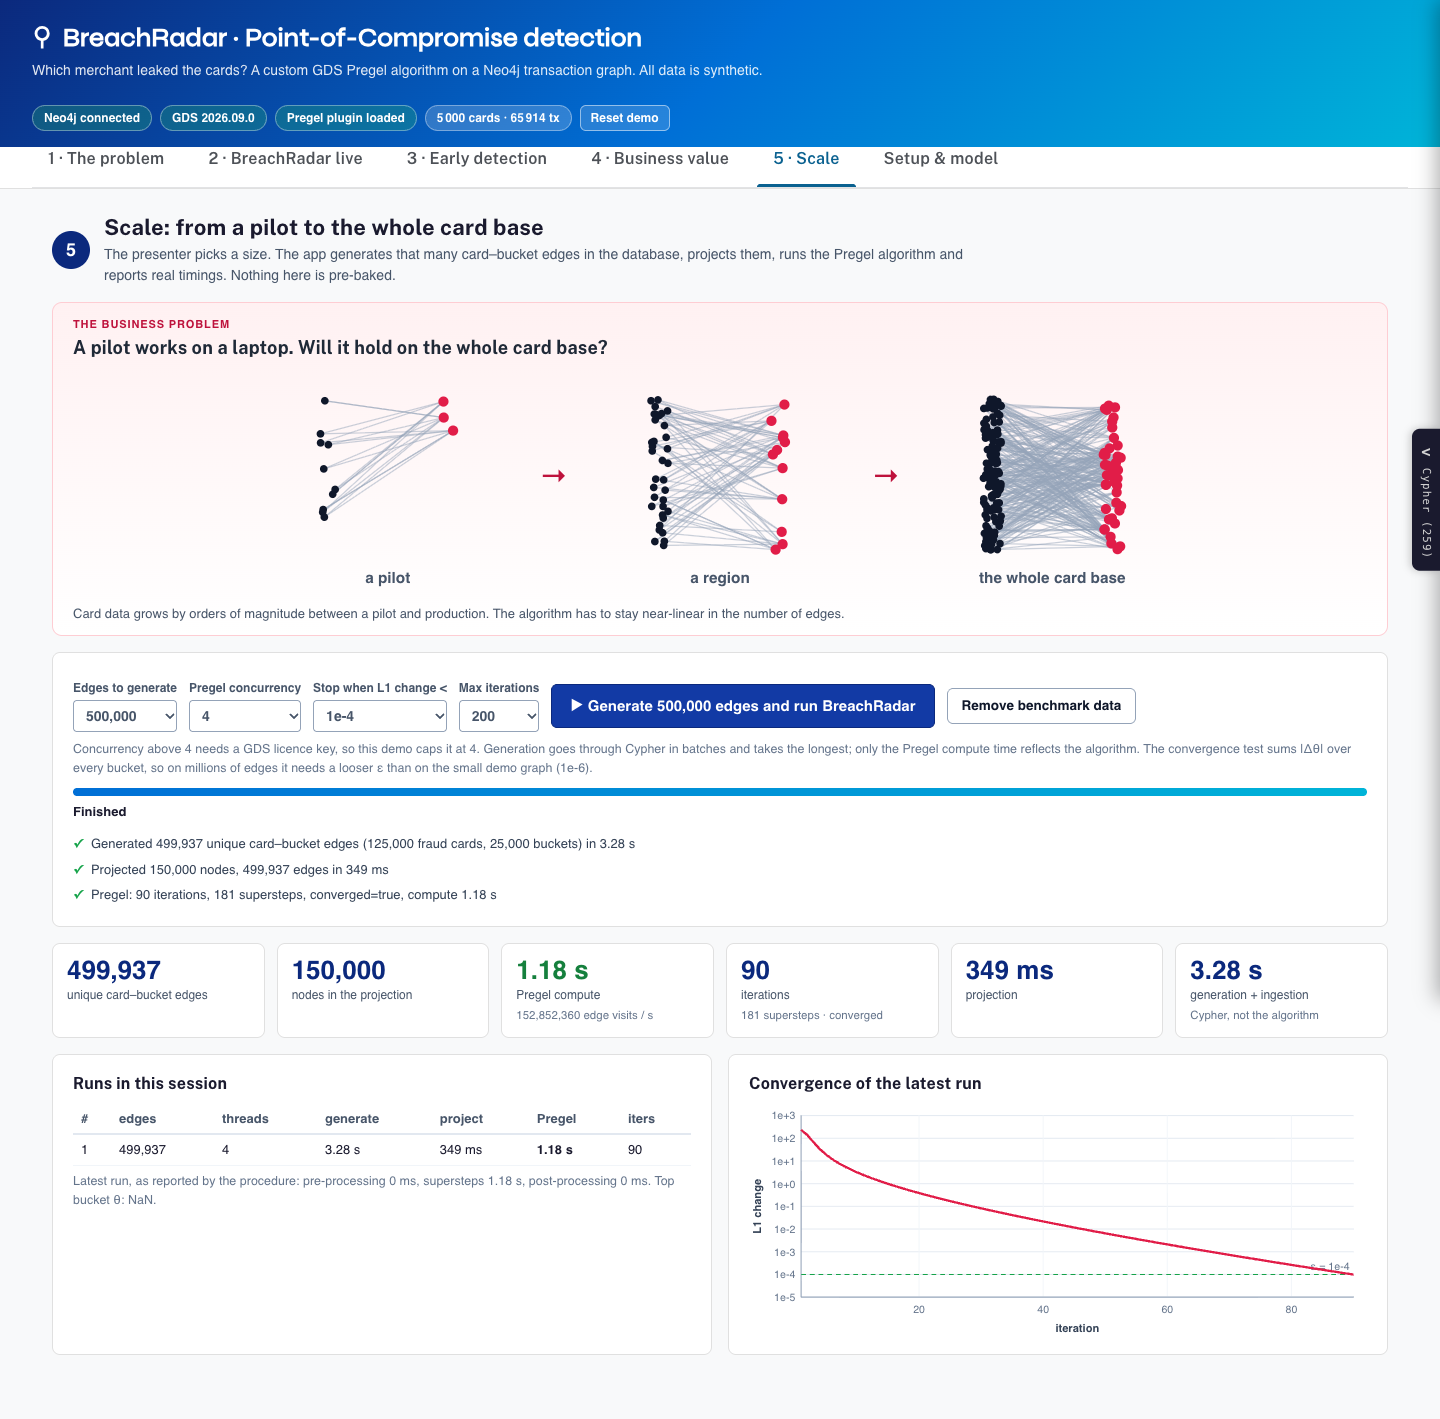 BreachRadar · Point-of-Compromise detection
Which merchant leaked the cards? A custom GDS Pregel algorithm on a Neo4j transaction graph. All data is synthetic.
Neo4j connected
GDS 2026.09.0
Pregel plugin loaded
5 000 cards · 65 914 tx
Reset demo
1 · The problem
2 · BreachRadar live
3 · Early detection
4 · Business value
5 · Scale
Setup & model
5
Scale: from a pilot to the whole card base
The presenter picks a size. The app generates that many card–bucket edges in the database, projects them, runs the Pregel algorithm and
reports real timings. Nothing here is pre-baked.
THE BUSINESS PROBLEM
A pilot works on a laptop. Will it hold on the whole card base?
→
→
a pilot
a region
the whole card base
Card data grows by orders of magnitude between a pilot and production. The algorithm has to stay near-linear in the number of edges.
Cypher (259)
Edges to generate
Pregel concurrency
Stop when L1 change <
Max iterations
500,000
4
1e-4
200
▶ Generate 500,000 edges and run BreachRadar
Remove benchmark data
Concurrency above 4 needs a GDS licence key, so this demo caps it at 4. Generation goes through Cypher in batches and takes the longest; only the Pregel compute time reflects the algorithm. The convergence test sums |Δθ| over
every bucket, so on millions of edges it needs a looser ε than on the small demo graph (1e-6).
Finished
✓ Generated 499,937 unique card–bucket edges (125,000 fraud cards, 25,000 buckets) in 3.28 s
✓ Projected 150,000 nodes, 499,937 edges in 349 ms
✓ Pregel: 90 iterations, 181 supersteps, converged=true, compute 1.18 s
499,937
unique card–bucket edges
150,000
nodes in the projection
1.18 s
Pregel compute
152,852,360 edge visits / s
90
iterations
181 supersteps · converged
349 ms
projection
3.28 s
generation + ingestion
Cypher, not the algorithm
Runs in this session
# edges threads generate project Pregel iters
1 499,937 4 3.28 s 349 ms 1.18 s 90
Latest run, as reported by the procedure: pre-processing 0 ms, supersteps 1.18 s, post-processing 0 ms. Top
bucket θ: NaN.
Convergence of the latest run
1e+3
1e+2
1e+1
1e+0
1e-1
1e-2
1e-3
1e-4
1e-5
L1 change
ε = 1e-4
20 40 60 80
iteration